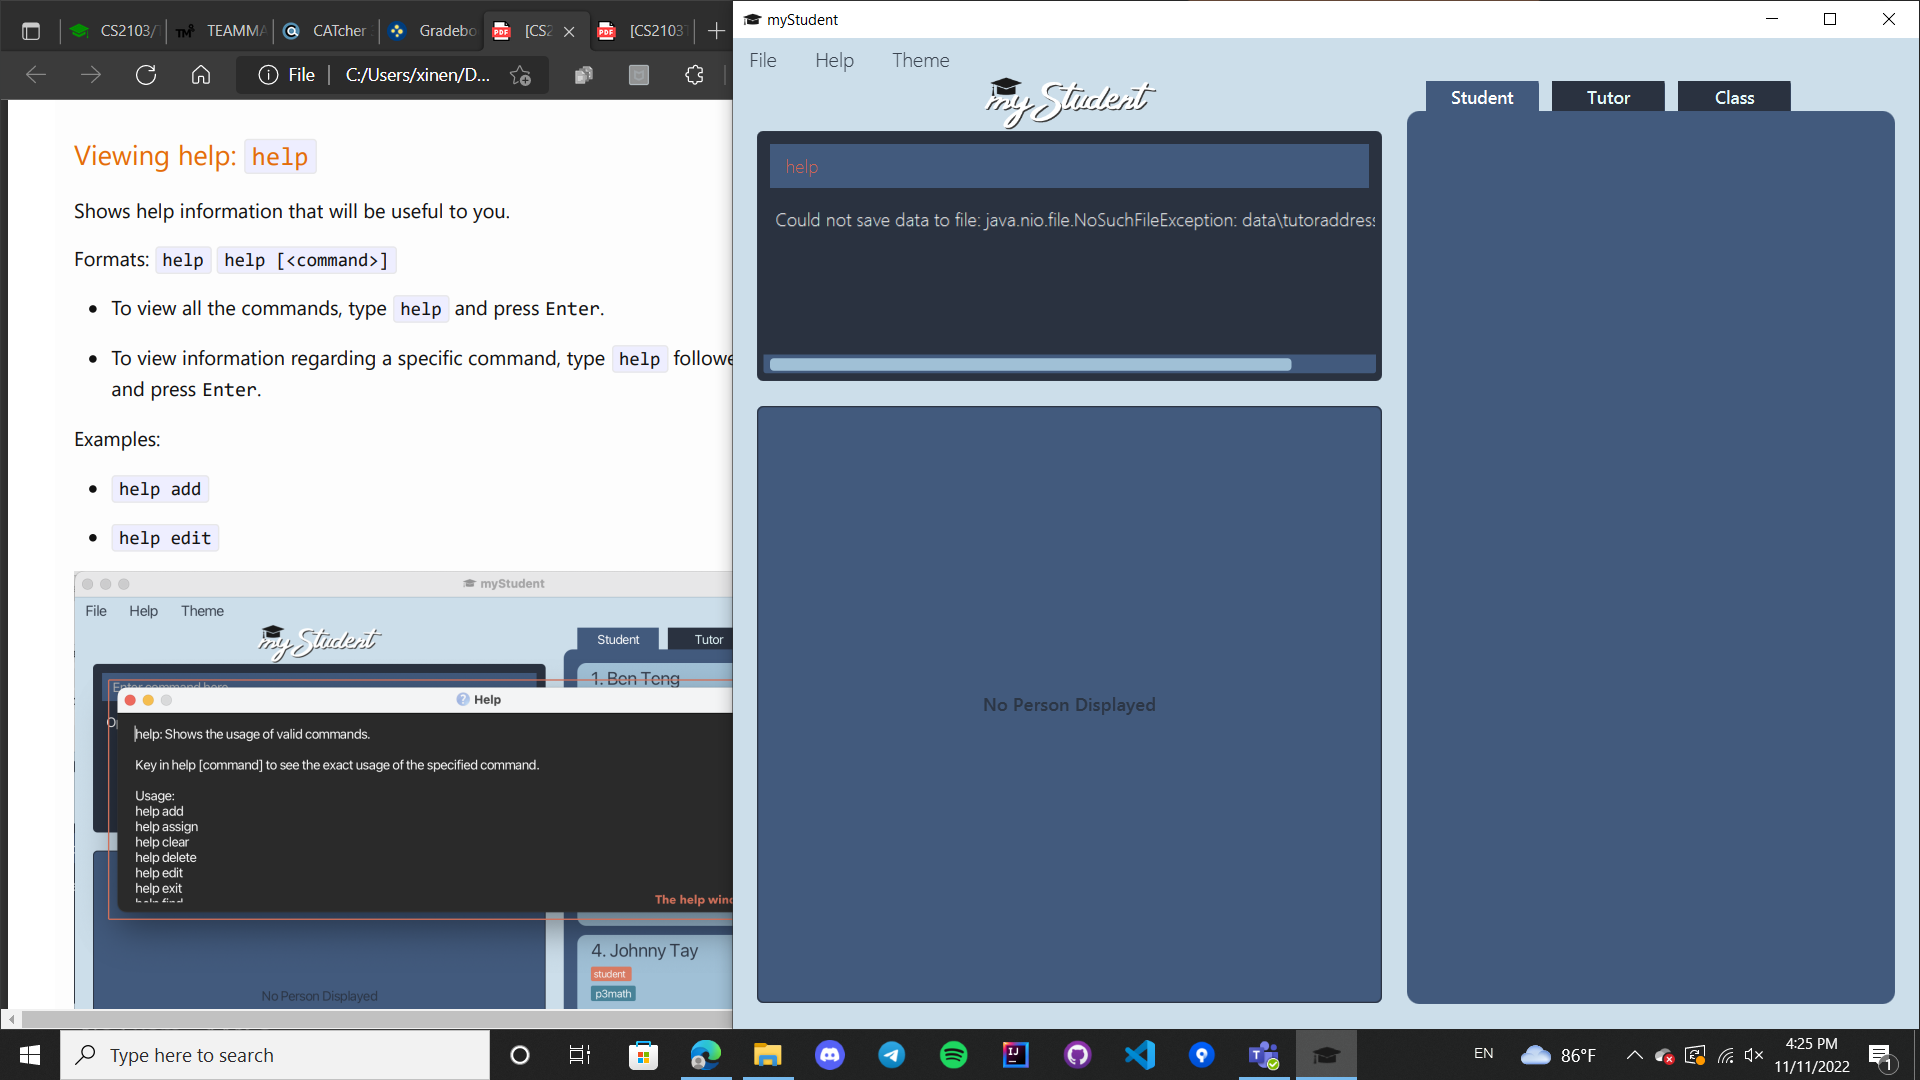 CS2103/
TEAMMA
CATcher
Gradebo
[CS2
[CS2103
File
C:/Users/xinen/D...
Viewing help: help
Shows help information that will be useful to you.
Formats: help help [<command>]
To view all the commands, type help and press Enter.
To view information regarding a specific command, type help followe
and press Enter.
Examples:
help add
help edit
myStudent
File Help Theme
myStudent
Student Tutor
1. Ben Teng
Enter command here
Help
help: Shows the usage of valid commands.
Key in help [command] to see the exact usage of the specified command.
Usage:
help add
help assign
help clear
help delete
help edit
help exit
help find
The help wind
4. Johnny Tay
student
p3math
No Person Displayed
myStudent
File Help Theme
myStudent
help
Could not save data to file: java.nio.file.NoSuchFileException: data\tutoraddress
No Person Displayed
Student Tutor Class
Type here to search
EN
86°F
4:25 PM
11/11/2022
1